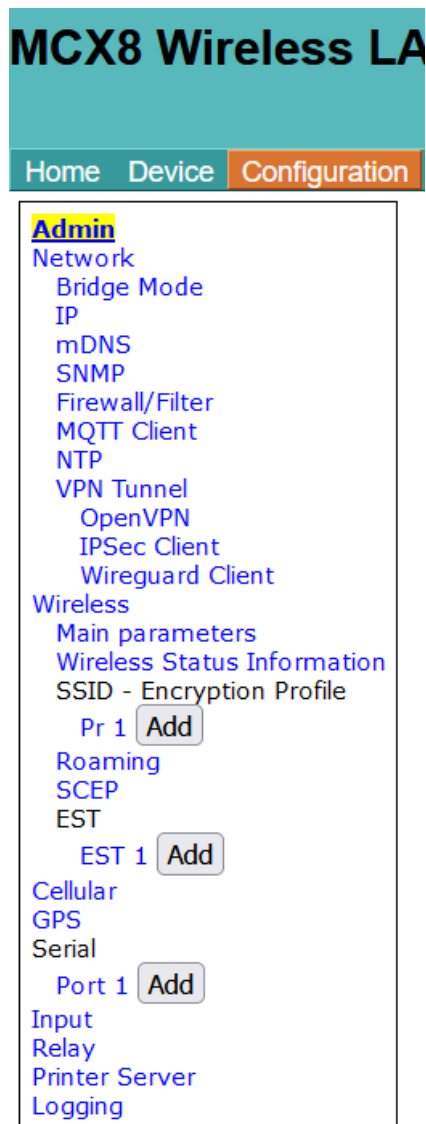 MCX8 Wireless LA
Home Device Configuration
Admin
Network
Bridge Mode
IP
mDNS
SNMP
Firewall/Filter
MQTT Client
NTP
VPN Tunnel
OpenVPN
IPSec Client
Wireguard Client
Wireless
Main parameters
Wireless Status Information
SSID - Encryption Profile
Pr 1 Add
Roaming
SCEP
EST
EST 1 Add
Cellular
GPS
Serial
Port 1 Add
Input
Relay
Printer Server
Logging